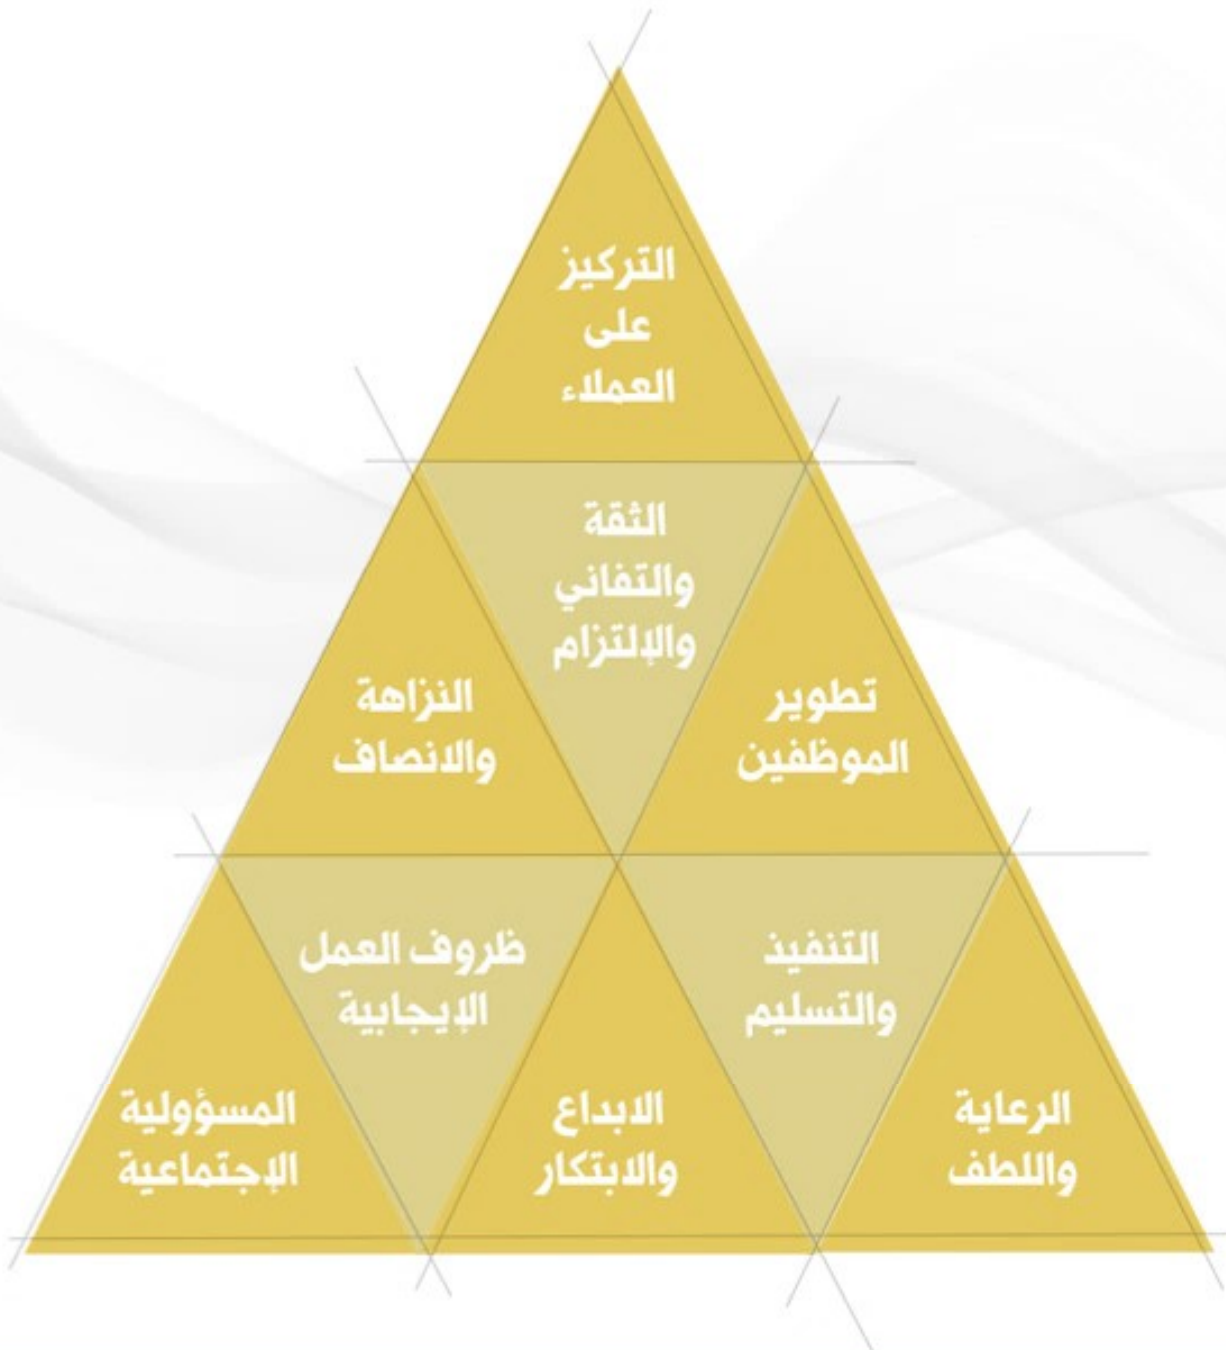 التركيز
على
العملاء
الثقة
والتفاني
والإلتزام
تطوير
الموظفين
النزاهة
والانصاف
التنفيذ
والتسليم
ظروف العمل
الإيجابية
الرعاية
واللطف
الابداع
والابتكار
المسؤولية
الإجتماعية